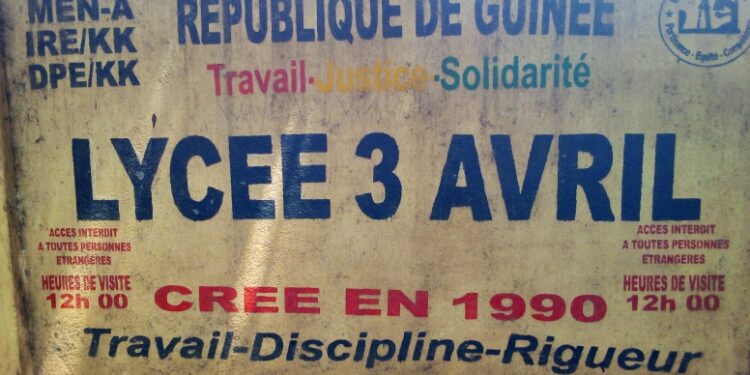 MEN-A
IRE/KK
DPE/KK
REPUBLIQUE DE GUINEE
Travail-Justice-Solidarité
LYCEE 3 AVRIL
ACCES INTERDIT
A TOUTES PERSONNES
ETRANGERES
HEURES DE VISITE
12h 00
ACCES INTERDIT
A TOUTES PERSONNES
ETRANGERES
HEURES DE VISITE
12h 00
CREE EN 1990
Travail-Discipline-Rigueur